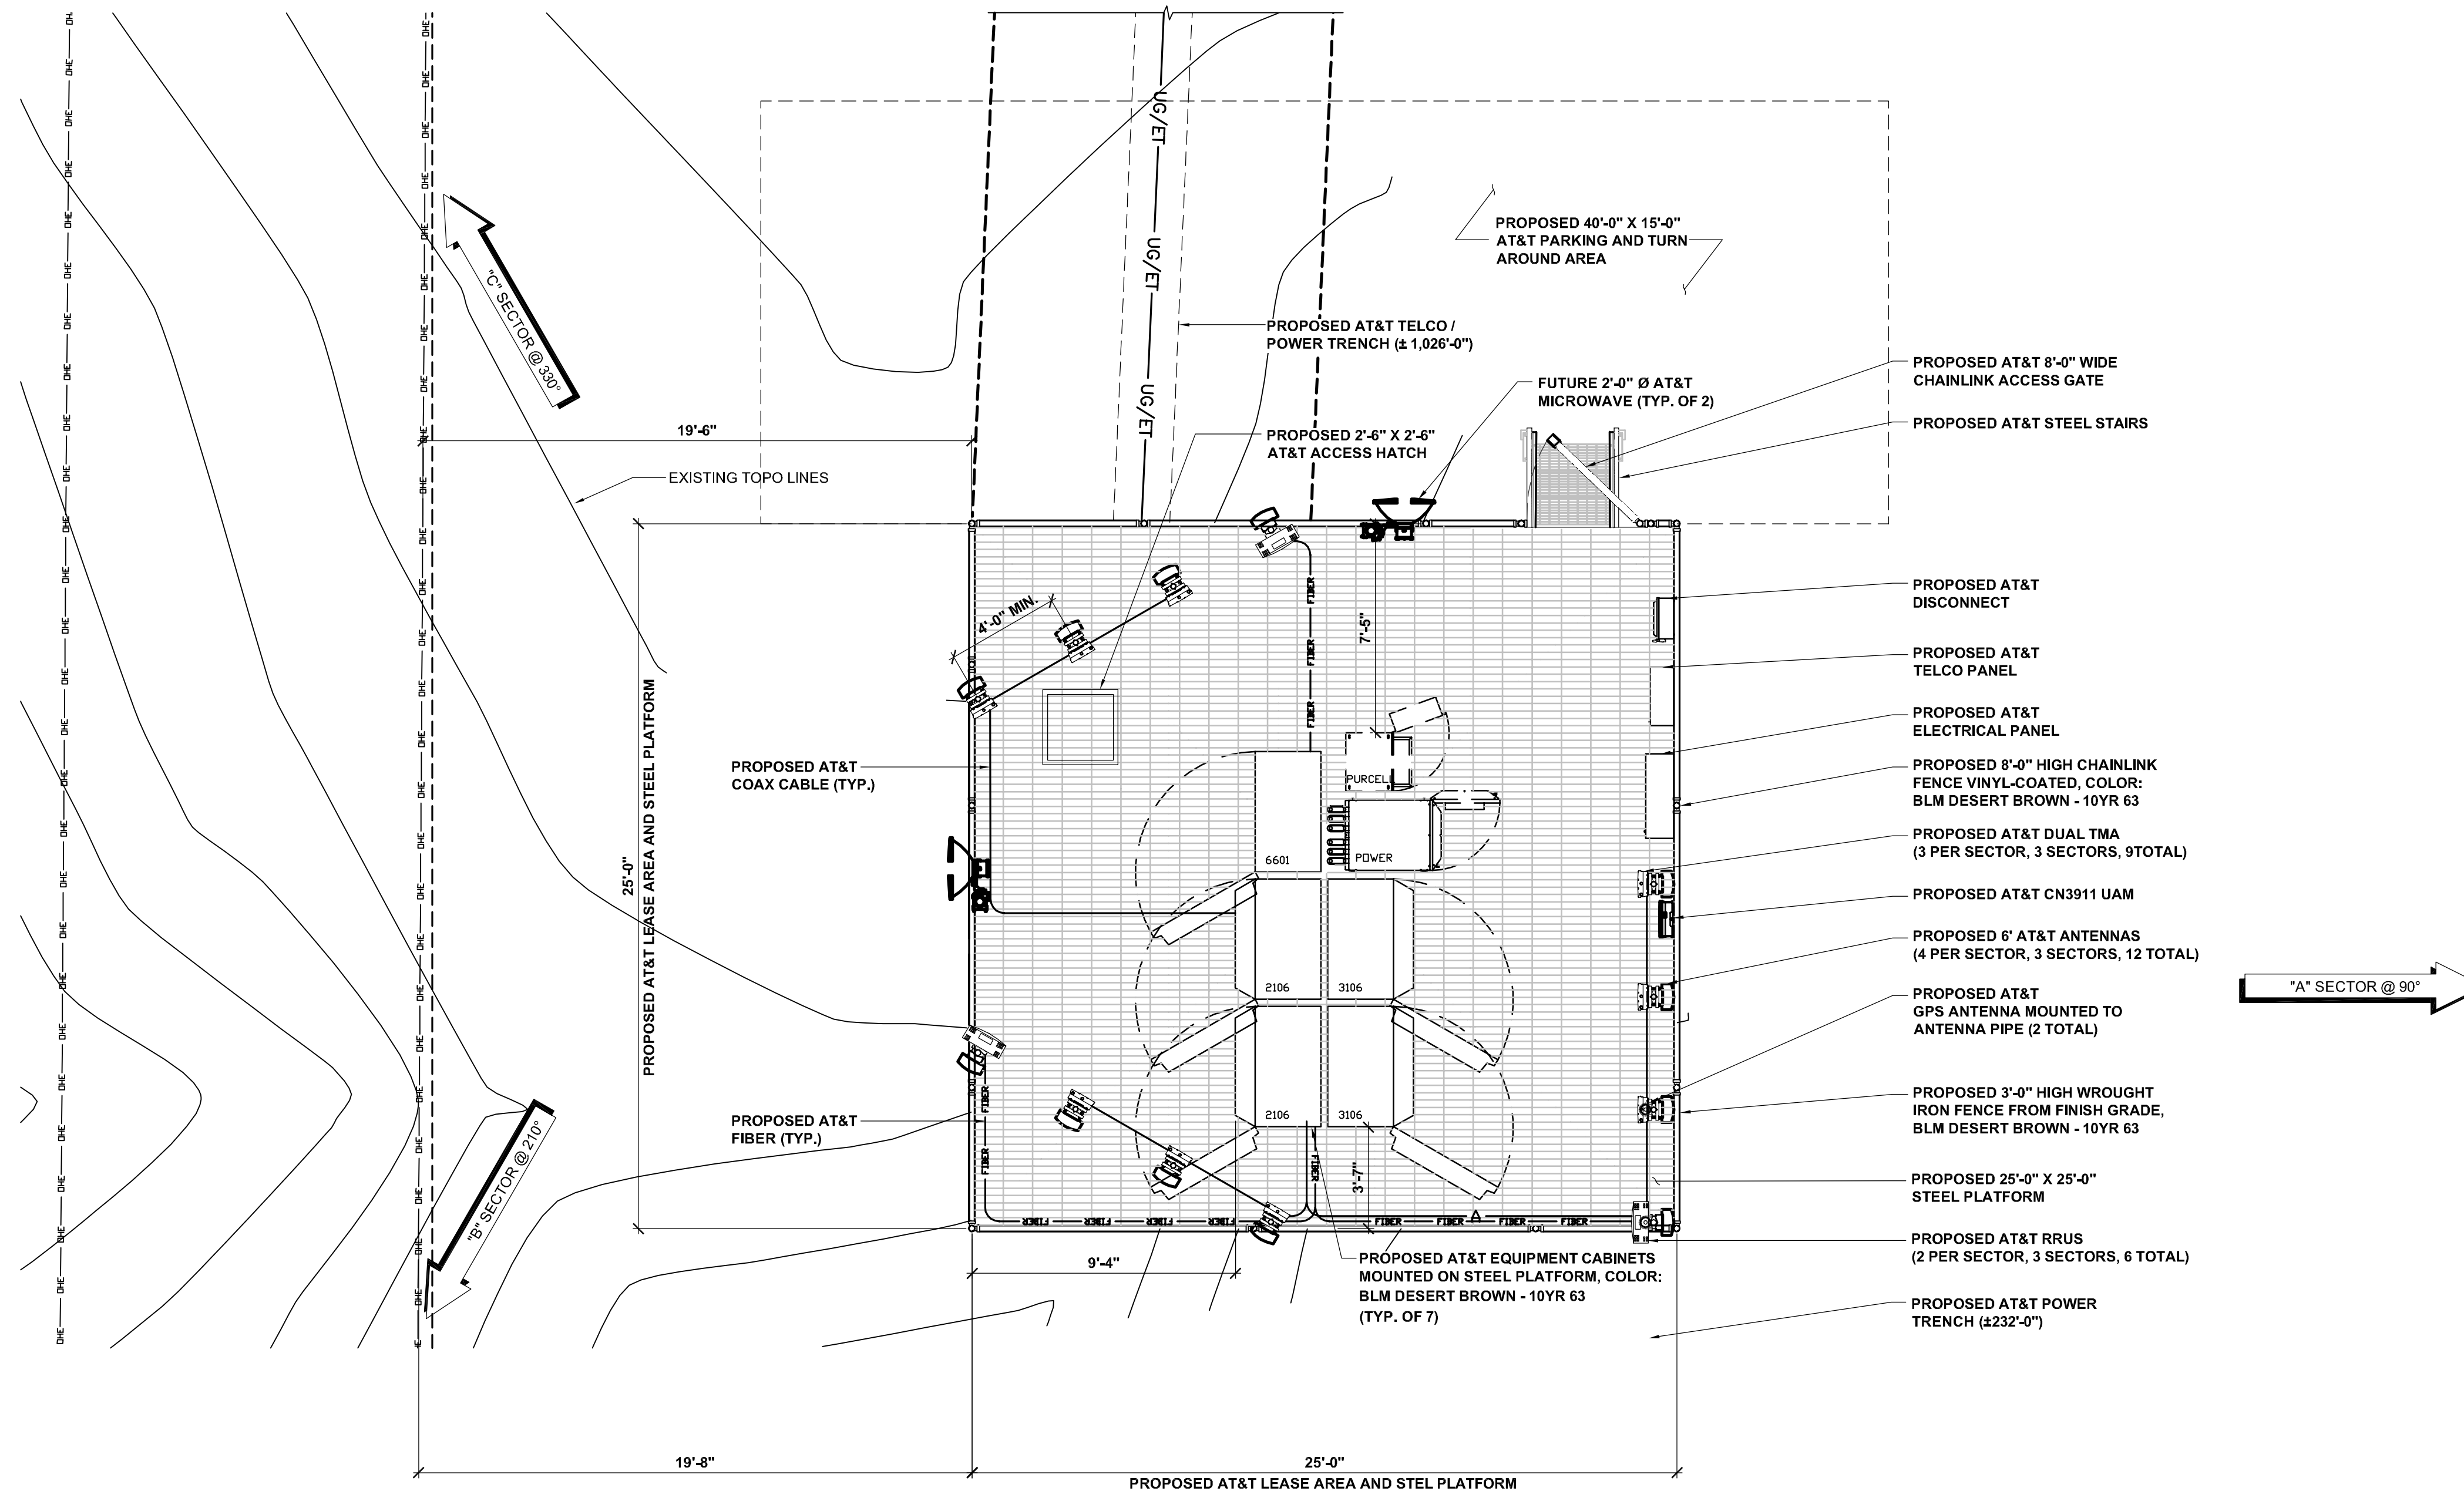 OHE
OHE
"C" SECTOR @ 330°
UG/ET
UG/ET
UG/ET
PROPOSED 40'-0" X 15'-0"
AT&T PARKING AND TURN
AROUND AREA
PROPOSED AT&T TELCO /
POWER TRENCH (± 1,026'-0")
FUTURE 2'-0" Ø AT&T
MICROWAVE (TYP. OF 2)
PROPOSED AT&T 8'-0" WIDE
CHAINLINK ACCESS GATE
PROPOSED AT&T STEEL STAIRS
19'-6"
PROPOSED 2'-6" X 2'-6"
AT&T ACCESS HATCH
EXISTING TOPO LINES
4'-0" MIN.
FIBER
FIBER
FIBER
7'-5"
PROPOSED AT&T
DISCONNECT
PROPOSED AT&T
TELCO PANEL
PROPOSED AT&T
ELECTRICAL PANEL
PROPOSED 8'-0" HIGH CHAINLINK
FENCE VINYL-COATED, COLOR:
BLM DESERT BROWN - 10YR 63
PROPOSED AT&T DUAL TMA
(3 PER SECTOR, 3 SECTORS, 9TOTAL)
PROPOSED AT&T CN3911 UAM
PROPOSED 6' AT&T ANTENNAS
(4 PER SECTOR, 3 SECTORS, 12 TOTAL)
"A" SECTOR @ 90°
PROPOSED AT&T
GPS ANTENNA MOUNTED TO
ANTENNA PIPE (2 TOTAL)
PROPOSED 3'-0" HIGH WROUGHT
IRON FENCE FROM FINISH GRADE,
BLM DESERT BROWN - 10YR 63
PROPOSED 25'-0" X 25'-0"
STEEL PLATFORM
PROPOSED AT&T RRUS
(2 PER SECTOR, 3 SECTORS, 6 TOTAL)
PROPOSED AT&T POWER
TRENCH (±232'-0")
25'-0"
PROPOSED AT&T LEASE AREA AND STEEL PLATFORM
PROPOSED AT&T
COAX CABLE (TYP.)
PURCELL
6601
POWER
2106
3106
2106
3106
PROPOSED AT&T
FIBER (TYP.)
"B" SECTOR @ 210°
FIBER
FIBER
FIBER
3'-7"
FIBER
FIBER
FIBER
FIBER
FIBER
FIBER
A
FIBER
FIBER
9'-4"
PROPOSED AT&T EQUIPMENT CABINETS
MOUNTED ON STEEL PLATFORM, COLOR:
BLM DESERT BROWN - 10YR 63
(TYP. OF 7)
19'-8"
25'-0"
PROPOSED AT&T LEASE AREA AND STEL PLATFORM